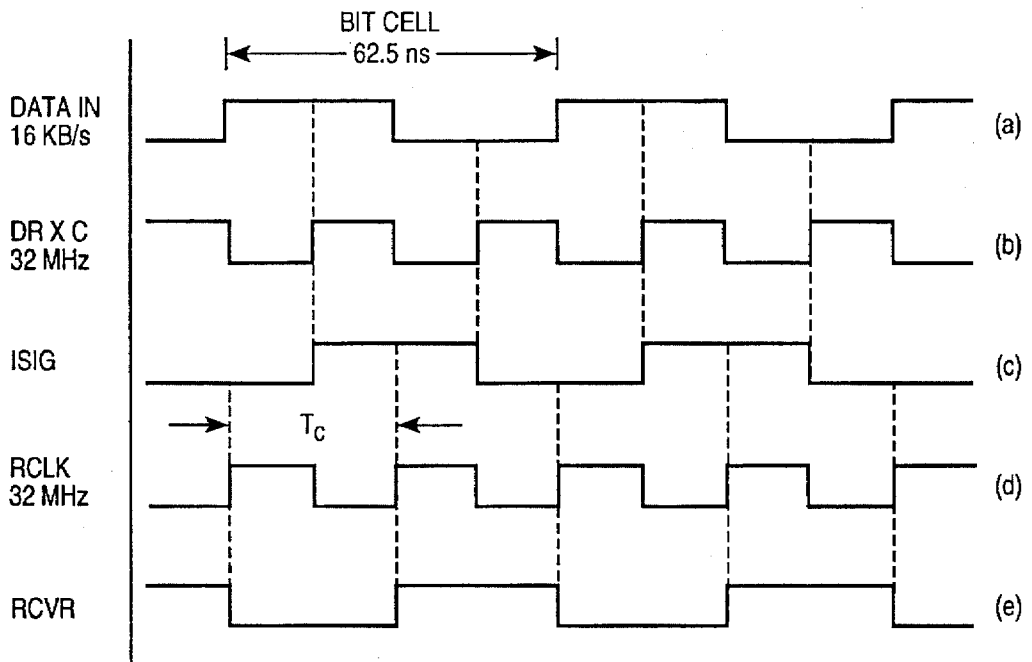 BIT CELL
62.5 ns
DATA IN
16 KB/s
(a)
DR X C
32 MHz
(b)
ISIG
(c)
TC
RCLK
32 MHz
(d)
RCVR
(e)